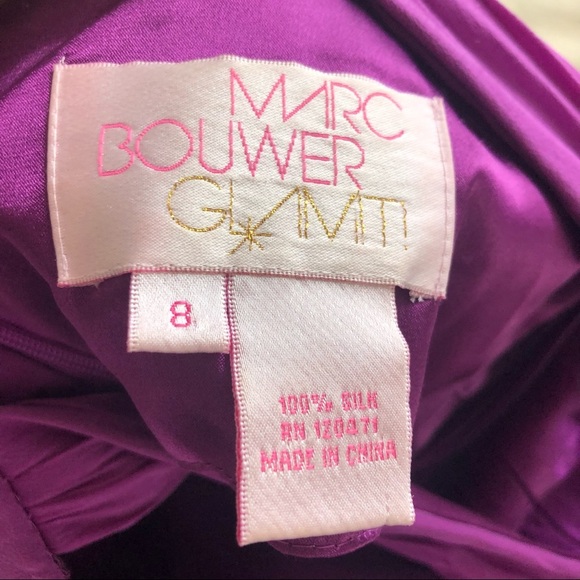 MARC
BOUWER
GLAMIT!
8
100% SILK
RN 120471
MADE IN CHINA